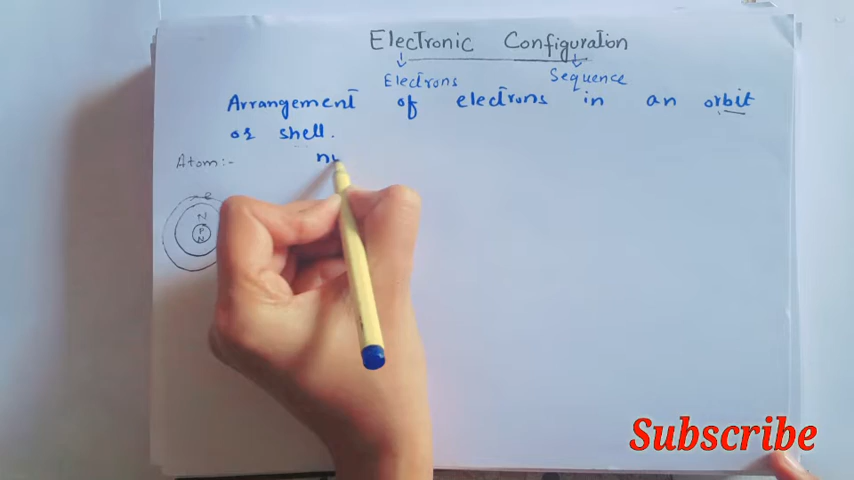 Electronic Configuration
Electrons Sequence
Arrangement of electrons in an orbit
or shell.
Atom:-
e
N
P
N
Subscribe